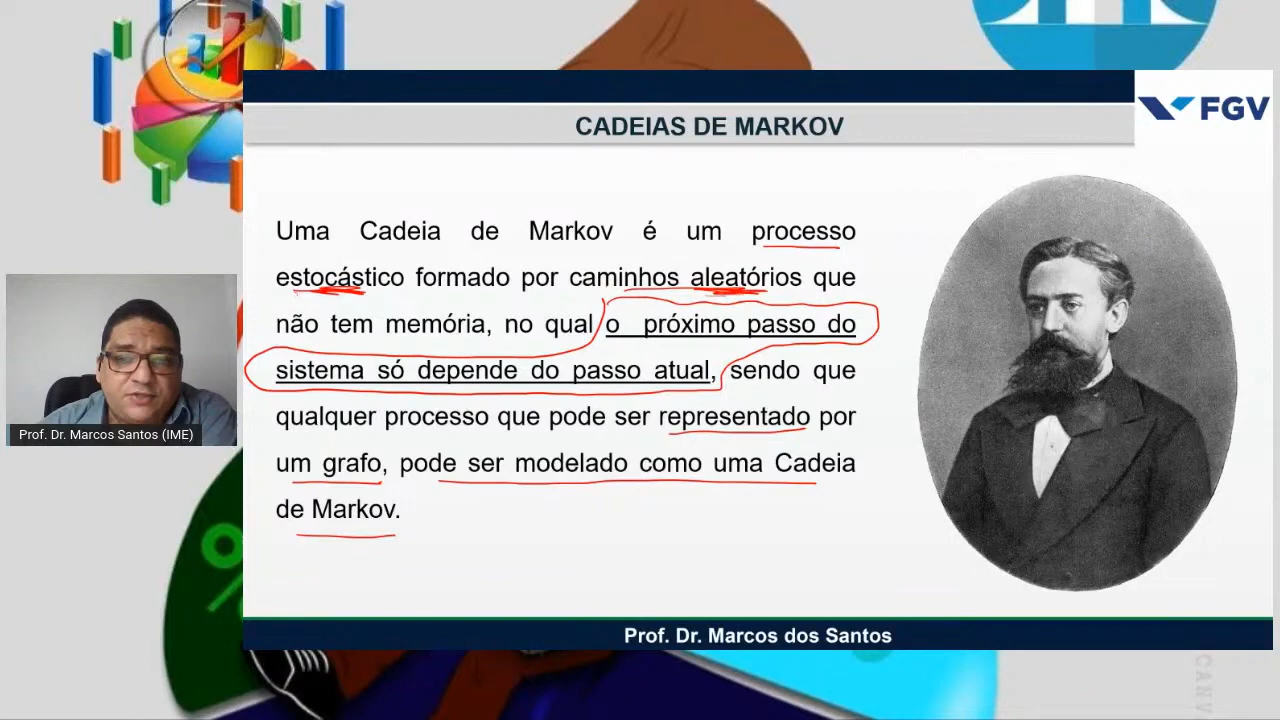 FGV
CADEIAS DE MARKOV
Uma Cadeia de Markov é um processo
estocástico formado por caminhos aleatórios que
não tem memória, no qual o próximo passo do
sistema só depende do passo atual, sendo que
qualquer processo que pode ser representado por
um grafo, pode ser modelado como uma Cadeia
de Markov.
Prof. Dr. Marcos Santos (IME)
Prof. Dr. Marcos dos Santos
%
CANV